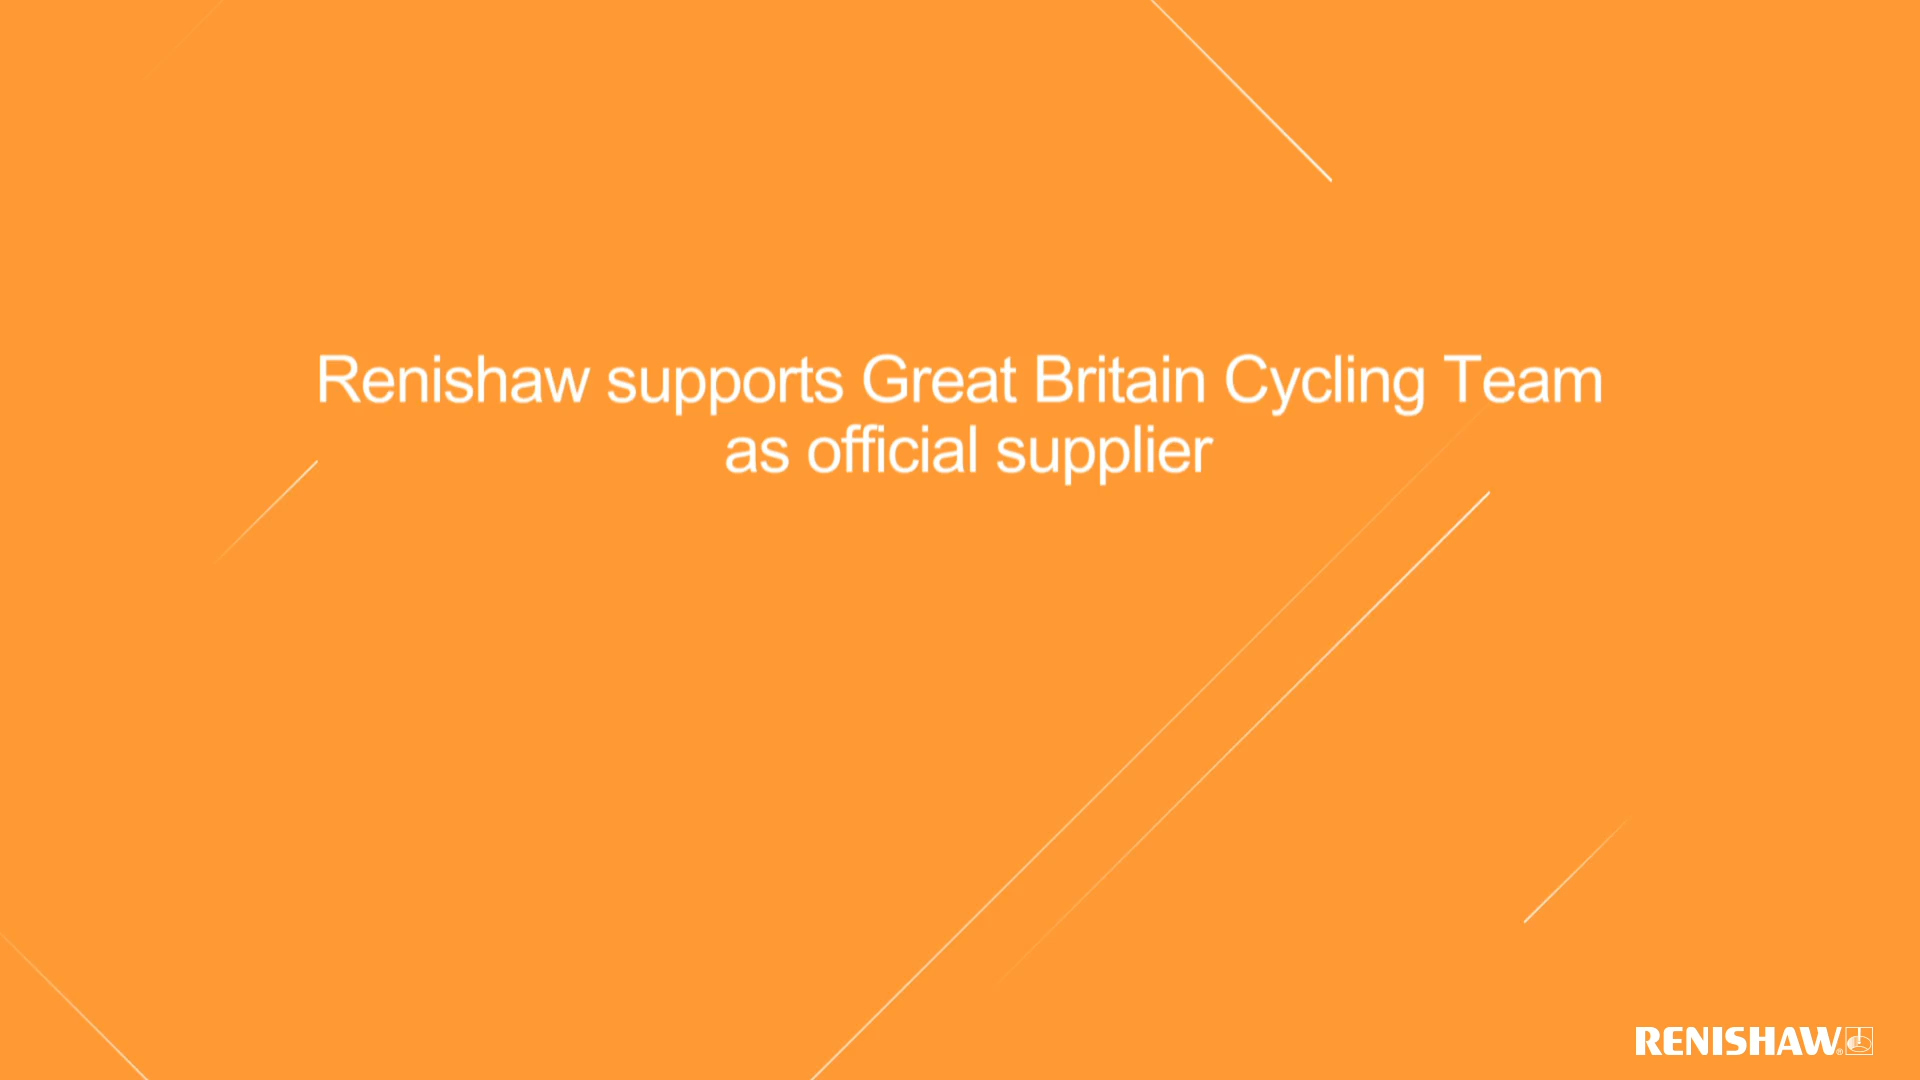 Renishaw supports Great Britain Cycling Team
as official supplier
RENISHAW®